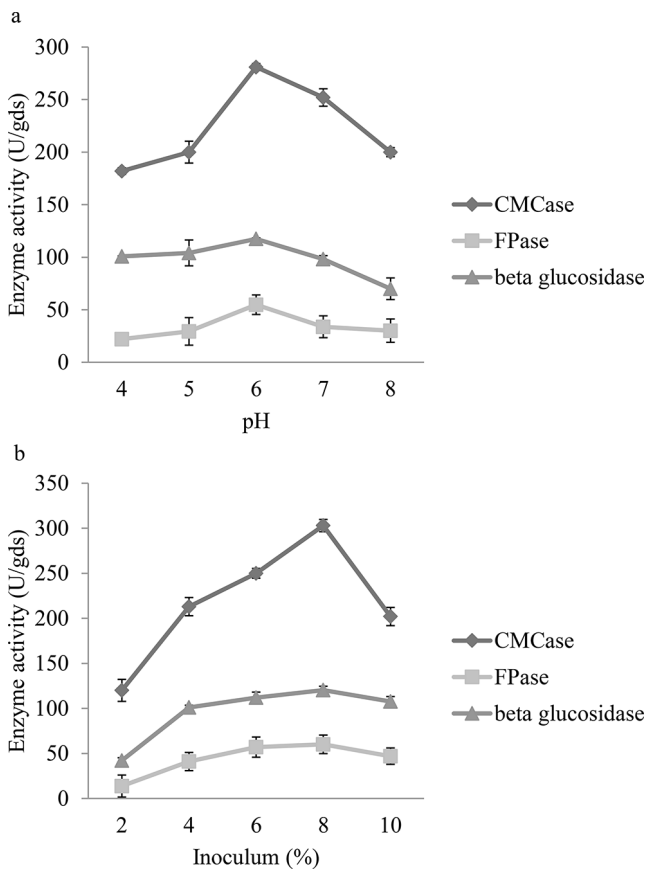 a
Enzyme activity (U/gds)
300
250
200
150
100
50
0
4 5 6 7 8
pH
CMCase
FPase
beta glucosidase
b
Enzyme activity (U/gds)
350
300
250
200
150
100
50
0
2 4 6 8 10
Inoculum (%)
CMCase
FPase
beta glucosidase